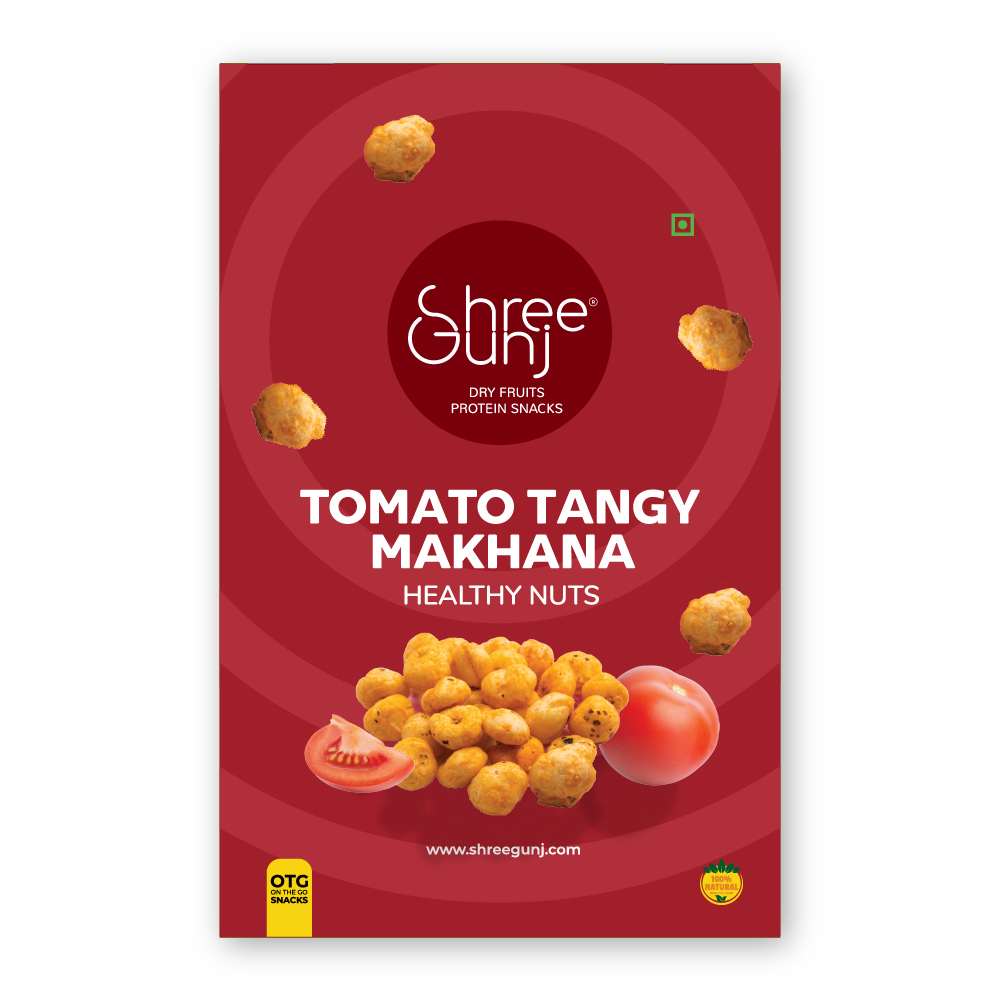 Shree®
Gunj
DRY FRUITS
PROTEIN SNACKS
TOMATO TANGY
MAKHANA
HEALTHY NUTS
www.shreegunj.com
OTG
ON THE GO
SNACKS
100%
NATURAL